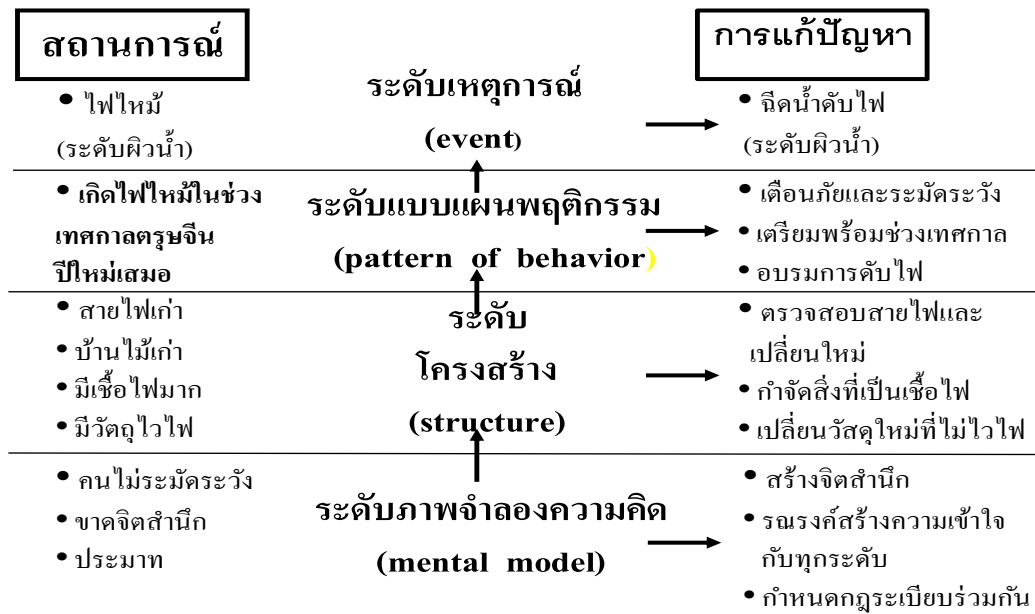 สถานการณ์
การแก้ปัญหา
• ไฟไหม้
(ระดับผิวน้ำ)
ระดับเหตุการณ์
(event)
• ฉีดน้ำดับไฟ
(ระดับผิวน้ำ)
• เกิดไฟไหม้ในช่วง
เทศกาลตรุษจีน
ปีใหม่เสมอ
ระดับแบบแผนพฤติกรรม
(pattern of behavior)
• เตือนภัยและระมัดระวัง
• เตรียมพร้อมช่วงเทศกาล
• อบรมการดับไฟ
• สายไฟเก่า
• บ้านไม้เก่า
• มีเชื้อไฟมาก
• มีวัตถุไวไฟ
ระดับ
โครงสร้าง
(structure)
• ตรวจสอบสายไฟและ
เปลี่ยนใหม่
• กำจัดสิ่งที่เป็นเชื้อไฟ
• เปลี่ยนวัสดุใหม่ที่ไม่ไวไฟ
• คนไม่ระมัดระวัง
• ขาดจิตสำนึก
• ประมาท
ระดับภาพจำลองความคิด
(mental model)
• สร้างจิตสำนึก
• รณรงค์สร้างความเข้าใจ
กับทุกระดับ
• กำหนดกฎระเบียบร่วมกัน